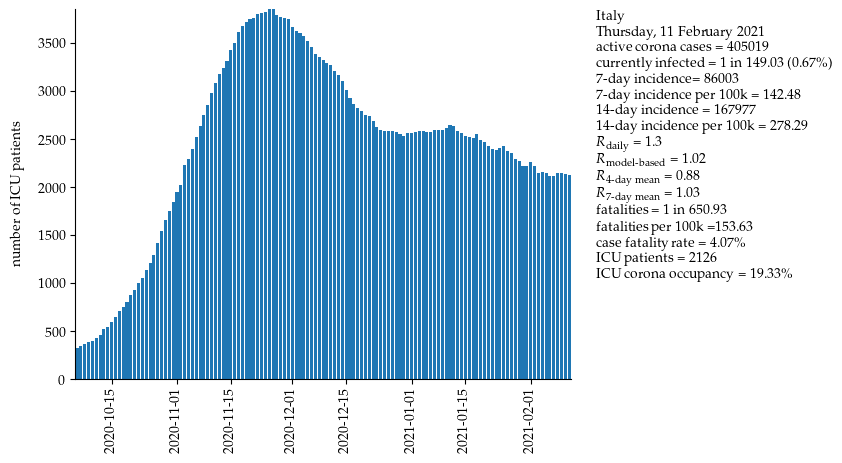 number of ICU patients
3500
3000
2500
2000
1500
1000
500
0
2020-10-15
2020-11-01
2020-11-15
2020-12-01
2020-12-15
2021-01-01
2021-01-15
2021-02-01
Italy
Thursday, 11 February 2021
active corona cases = 405019
currently infected = 1 in 149.03 (0.67%)
7-day incidence= 86003
7-day incidence per 100k = 142.48
14-day incidence = 167977
14-day incidence per 100k = 278.29
R daily = 1.3
R model-based = 1.02
R 4-day mean = 0.88
R 7-day mean = 1.03
fatalities = 1 in 650.93
fatalities per 100k =153.63
case fatality rate = 4.07%
ICU patients = 2126
ICU corona occupancy = 19.33%